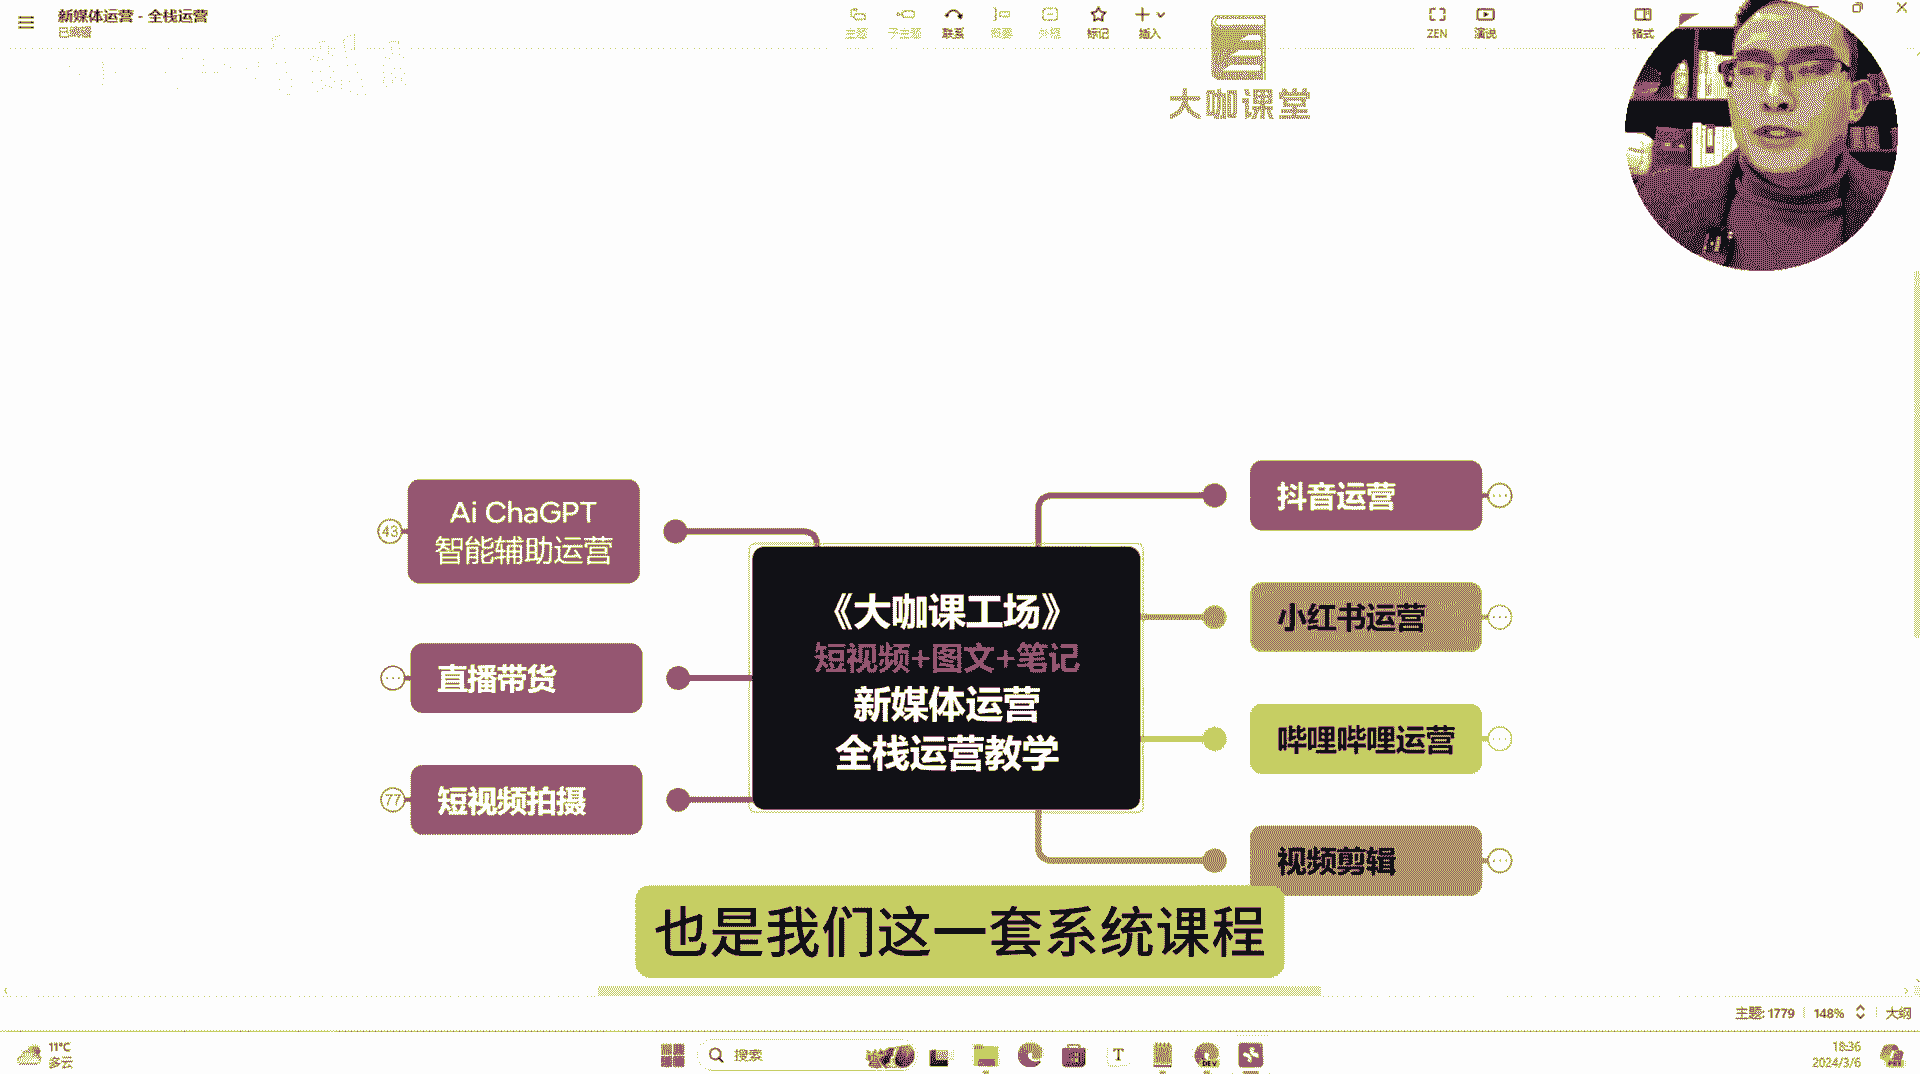 新媒体运营 - 全栈运营
已保存
主题
子主题
联系
概要
外框
标记
插入
ZEN
演说
格式
大咖课堂
Ai ChaGPT
智能辅助运营
43
直播带货
短视频拍摄
77
《大咖课工场》
短视频+图文+笔记
新媒体运营
全栈运营教学
抖音运营
小红书运营
哔哩哔哩运营
视频剪辑
也是我们这一套系统课程
主题: 1779
148%
大纲
11°C
多云
搜索
18:36
2024/3/6